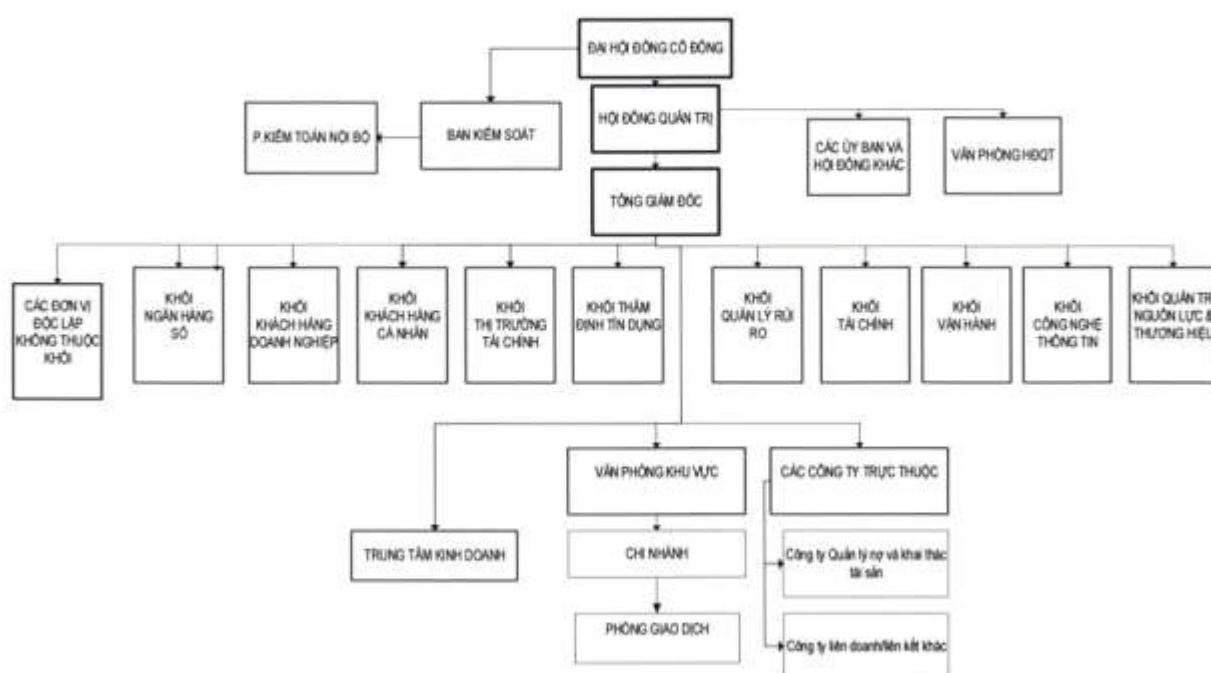 ĐẠI HỘI ĐỒNG CỔ ĐÔNG
HỘI ĐỒNG QUẢN TRỊ
P.KIỂM TOÁN NỘI BỘ
BAN KIỂM SOÁT
CÁC ỦY BAN VÀ
HỘI ĐỒNG KHÁC
VĂN PHÒNG HĐQT
TỔNG GIÁM ĐỐC
CÁC ĐƠN VỊ
ĐỘC LẬP
KHÔNG THUỘC
KHỐI
KHỐI
NGÂN HÀNG
SỐ
KHỐI
KHÁCH HÀNG
DOANH NGHIỆP
KHỐI
KHÁCH HÀNG
CÁ NHÂN
KHỐI
THỊ TRƯỜNG
TÀI CHÍNH
KHỐI THẨM
ĐỊNH TÍN DỤNG
KHỐI
QUẢN LÝ RỦI
RO
KHỐI
TÀI CHÍNH
KHỐI
VẬN HÀNH
KHỐI
CÔNG NGHỆ
THÔNG TIN
KHỐI QUẢN TRỊ
NGUỒN LỰC &
THƯƠNG HIỆU
VĂN PHÒNG KHU VỰC
CÁC CÔNG TY TRỰC THUỘC
TRUNG TÂM KINH DOANH
CHI NHÁNH
Công ty Quản lý nợ và khai thác
tài sản
PHÒNG GIAO DỊCH
Công ty liên doanh/liên kết khác